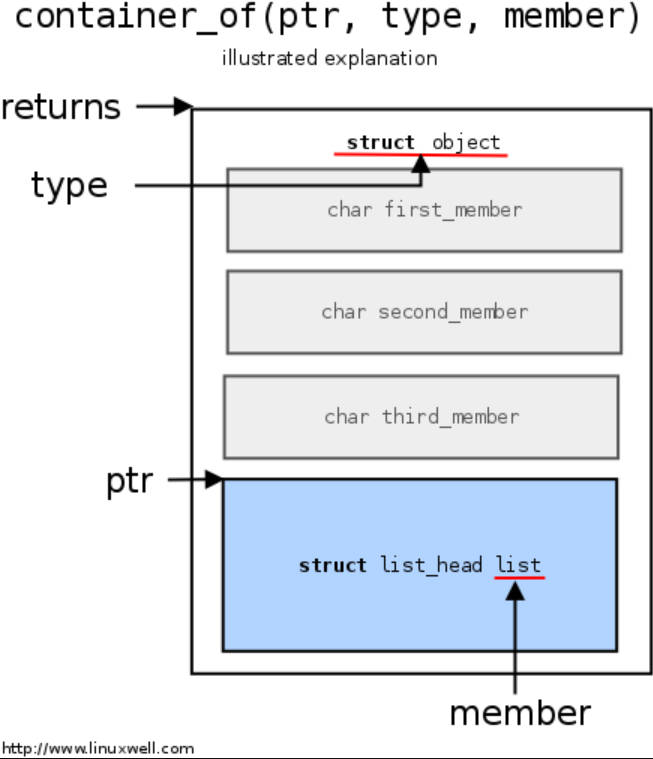 container_of(ptr, type, member)
illustrated explanation
returns
struct object
type
char first_member
char second_member
char third_member
ptr
struct list_head list
member
http://www.linuxwell.com